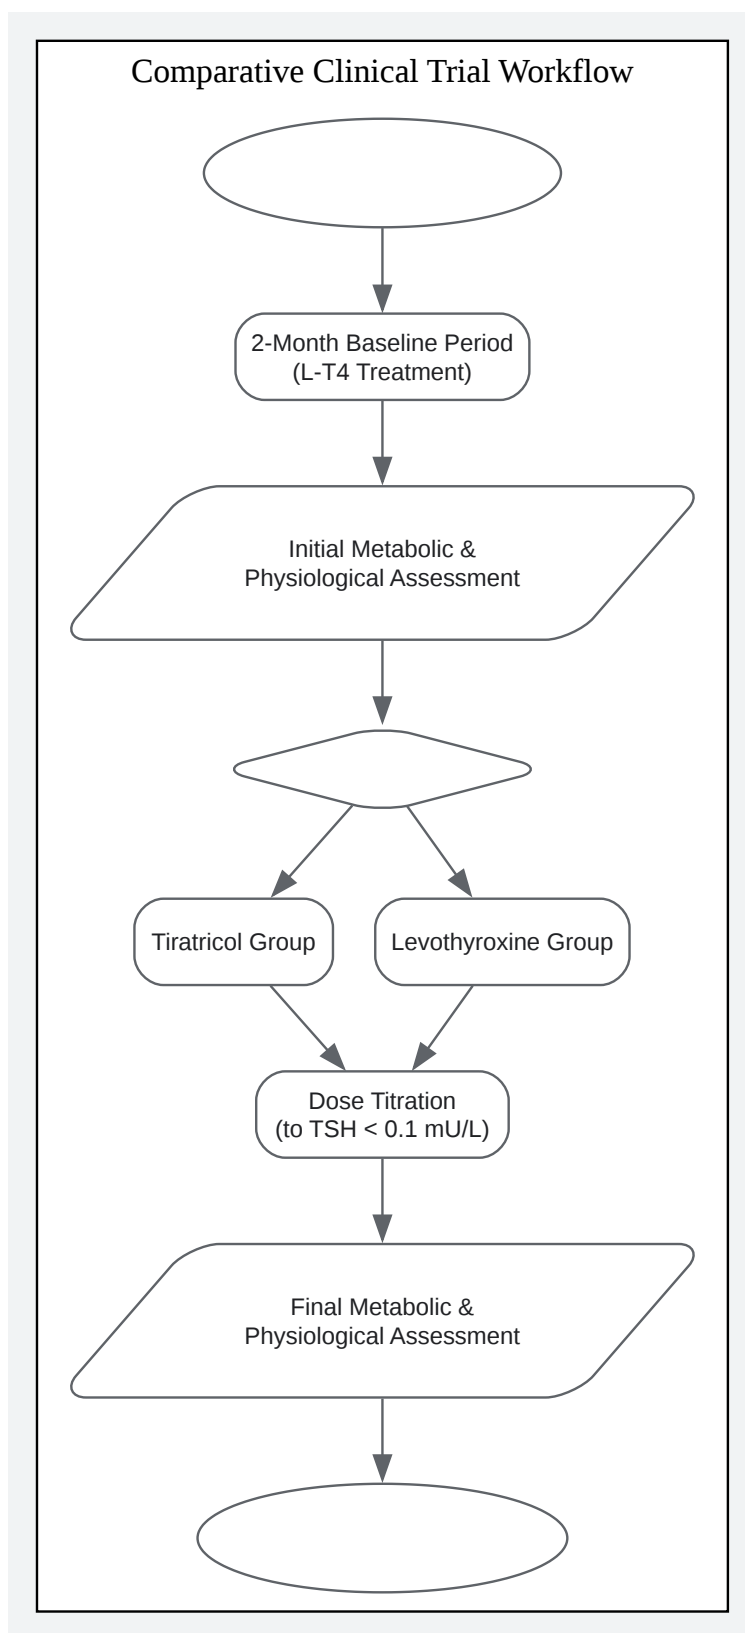 Comparative Clinical Trial Workflow
2-Month Baseline Period
(L-T4 Treatment)
Initial Metabolic &
Physiological Assessment
Tiratricol Group
Levothyroxine Group
Dose Titration
(to TSH < 0.1 mU/L)
Final Metabolic &
Physiological Assessment